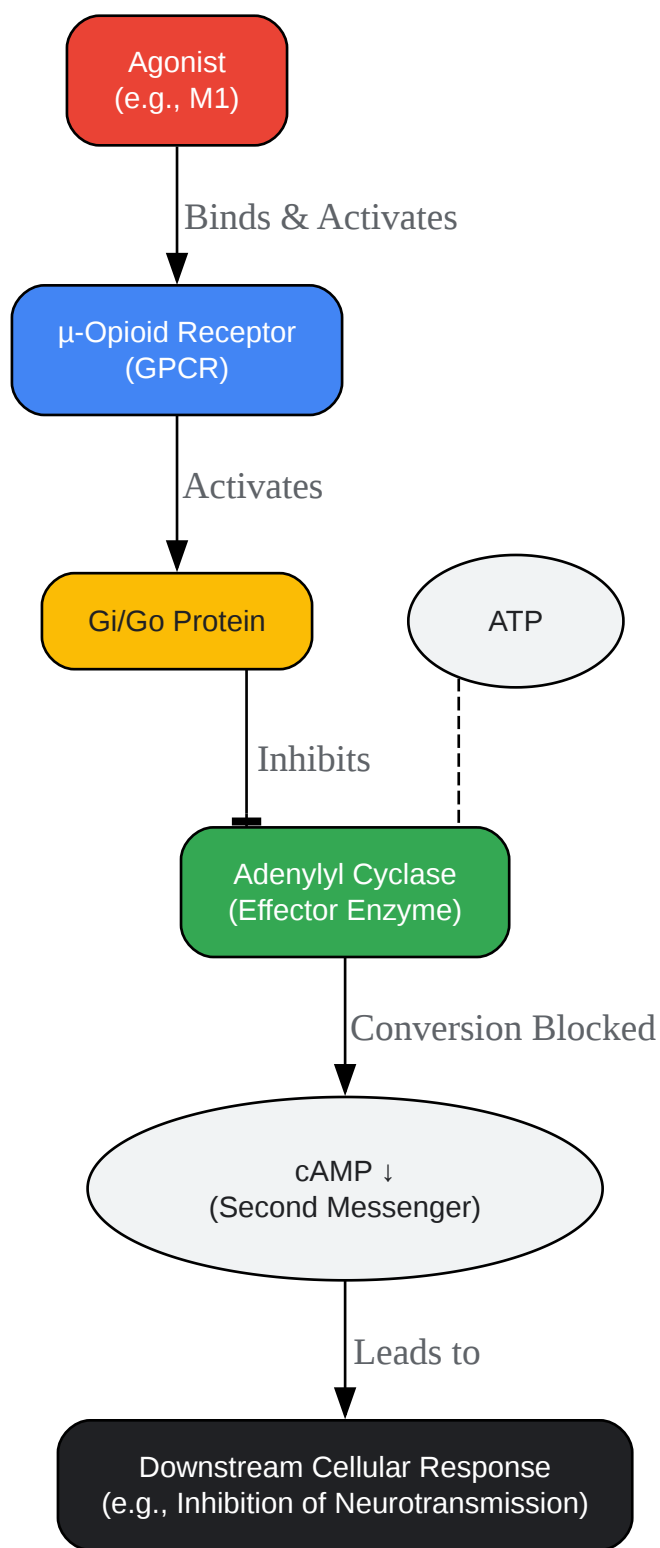 Agonist
(e.g., M1)
Binds & Activates
µ-Opioid Receptor
(GPCR)
Activates
Gi/Go Protein
ATP
Inhibits
Adenylyl Cyclase
(Effector Enzyme)
Conversion Blocked
cAMP ↓
(Second Messenger)
Leads to
Downstream Cellular Response
(e.g., Inhibition of Neurotransmission)